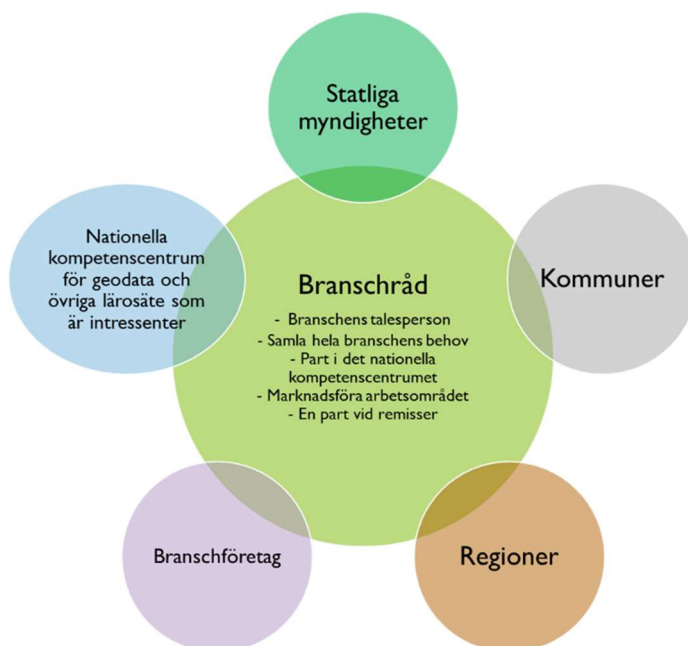 Statliga
myndigheter
Nationella
kompetenscentrum
för geodata och
övriga lärosäte som
är intressenter
Kommuner
Branschråd
- Branschens talesperson
- Samla hela branschens behov
- Part i det nationella
kompetenscentrumet
- Marknadsföra arbetsområdet
- En part vid remisser
Branschföretag
Regioner